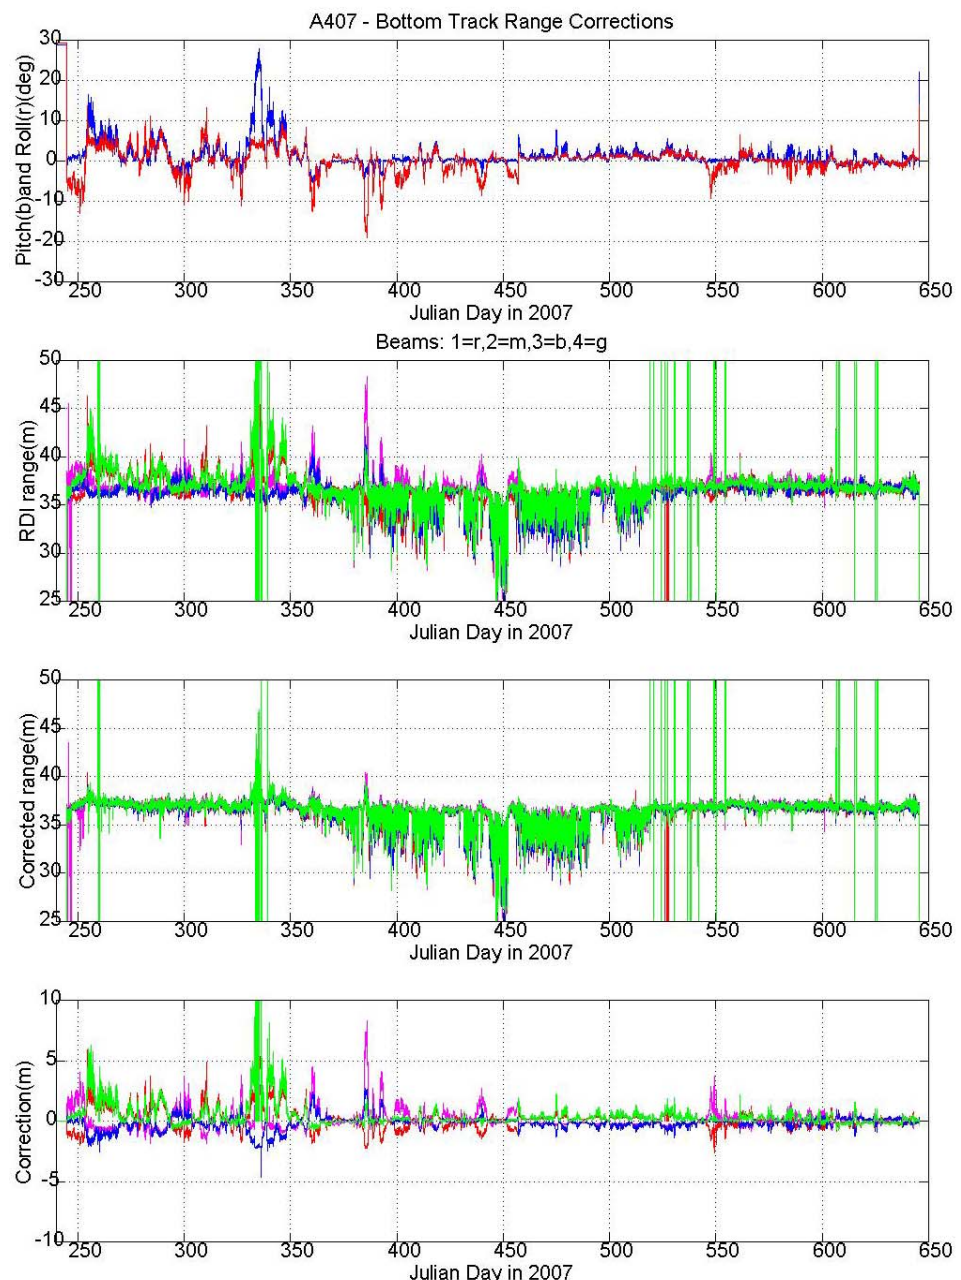 A407 - Bottom Track Range Corrections
30
20
10
0
-10
-20
-30
Pitch(b)and Roll(r)(deg)
250 300 350 400 450 500 550 600 650
Julian Day in 2007
Beams: 1=r,2=m,3=b,4=g
50
45
40
35
30
25
RDI range(m)
250 300 350 400 450 500 550 600 650
Julian Day in 2007
50
45
40
35
30
25
Corrected range(m)
250 300 350 400 450 500 550 600 650
Julian Day in 2007
10
5
0
-5
-10
Correction(m)
250 300 350 400 450 500 550 600 650
Julian Day in 2007